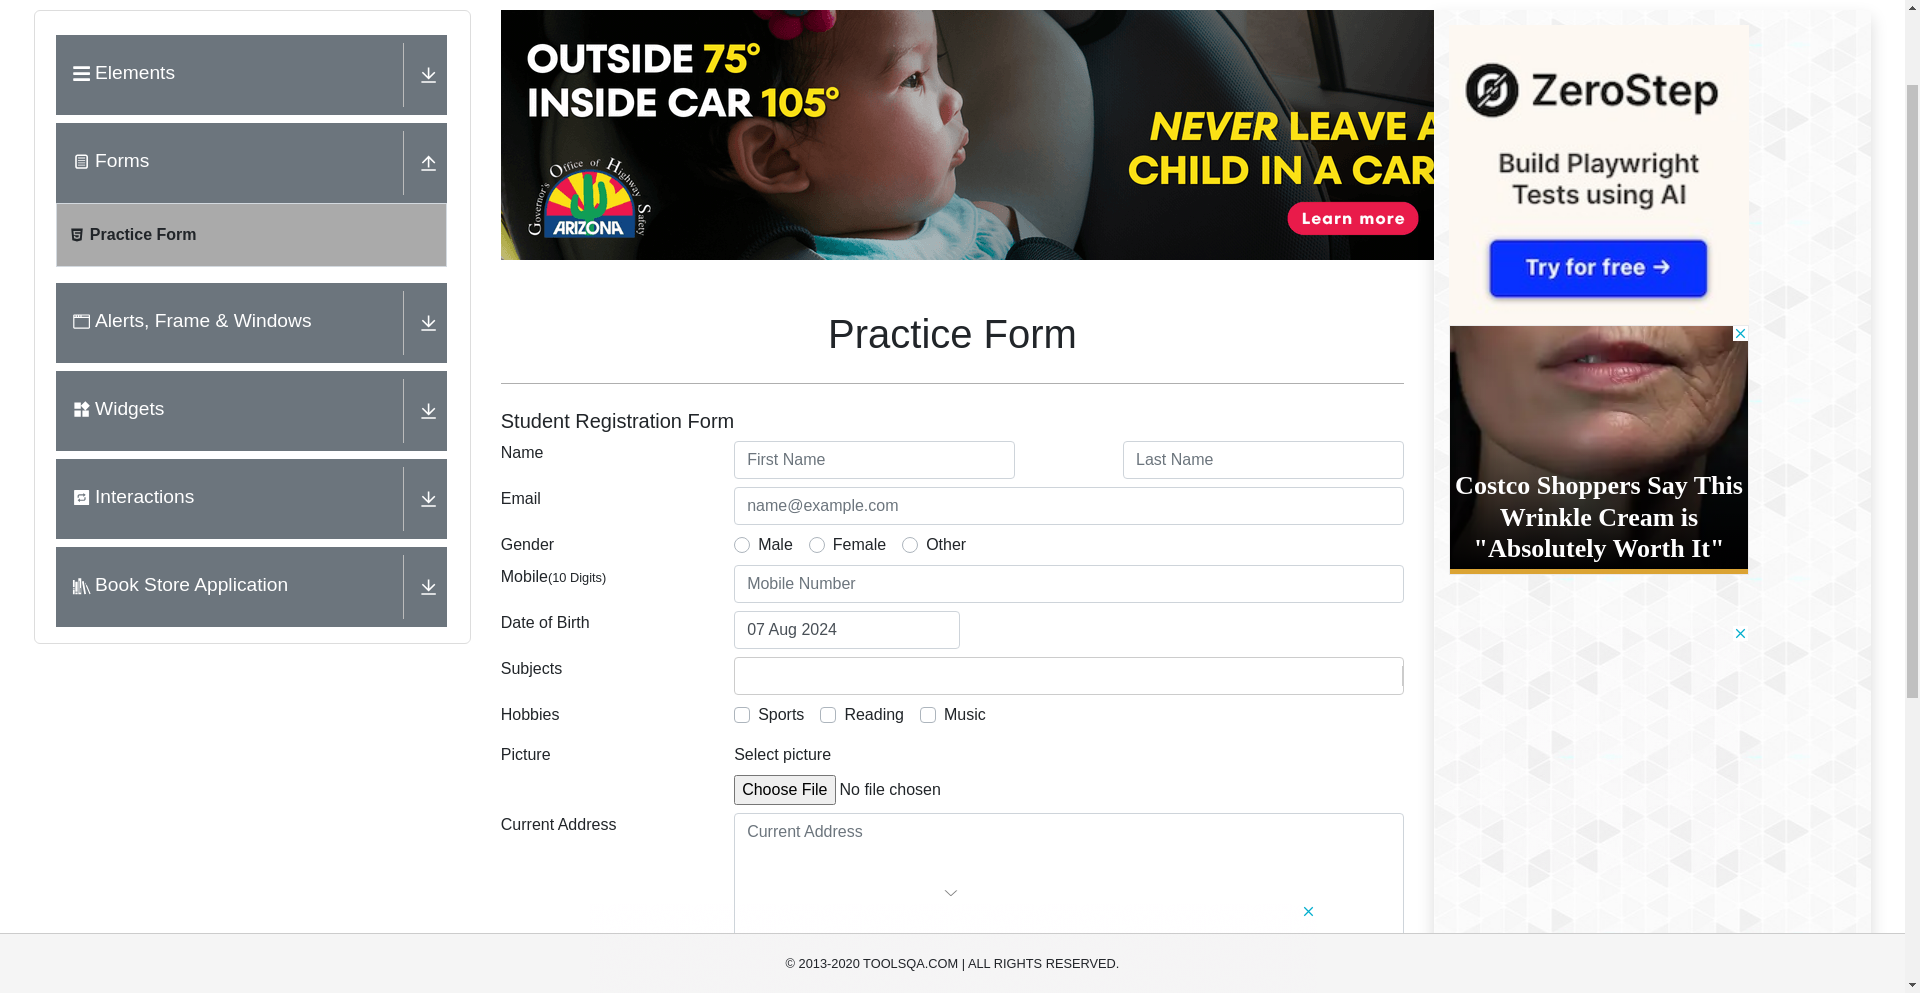 Elements
Forms
Practice Form
Alerts, Frame & Windows
Widgets
Interactions
Book Store Application
OUTSIDE 75°
INSIDE CAR 105°
NEVER LEAVE A
CHILD IN A CAR
Governor's Office of Highway Safety
ARIZONA
Learn more
Practice Form
Student Registration Form
Name
First Name
Last Name
Email
name@example.com
Gender
Male
Female
Other
Mobile(10 Digits)
Mobile Number
Date of Birth
07 Aug 2024
Subjects
Hobbies
Sports
Reading
Music
Picture
Select picture
Choose File No file chosen
Current Address
Current Address
ZeroStep
Build Playwright
Tests using AI
Try for free →
Costco Shoppers Say This
Wrinkle Cream is
"Absolutely Worth It"
© 2013-2020 TOOLSQA.COM | ALL RIGHTS RESERVED.